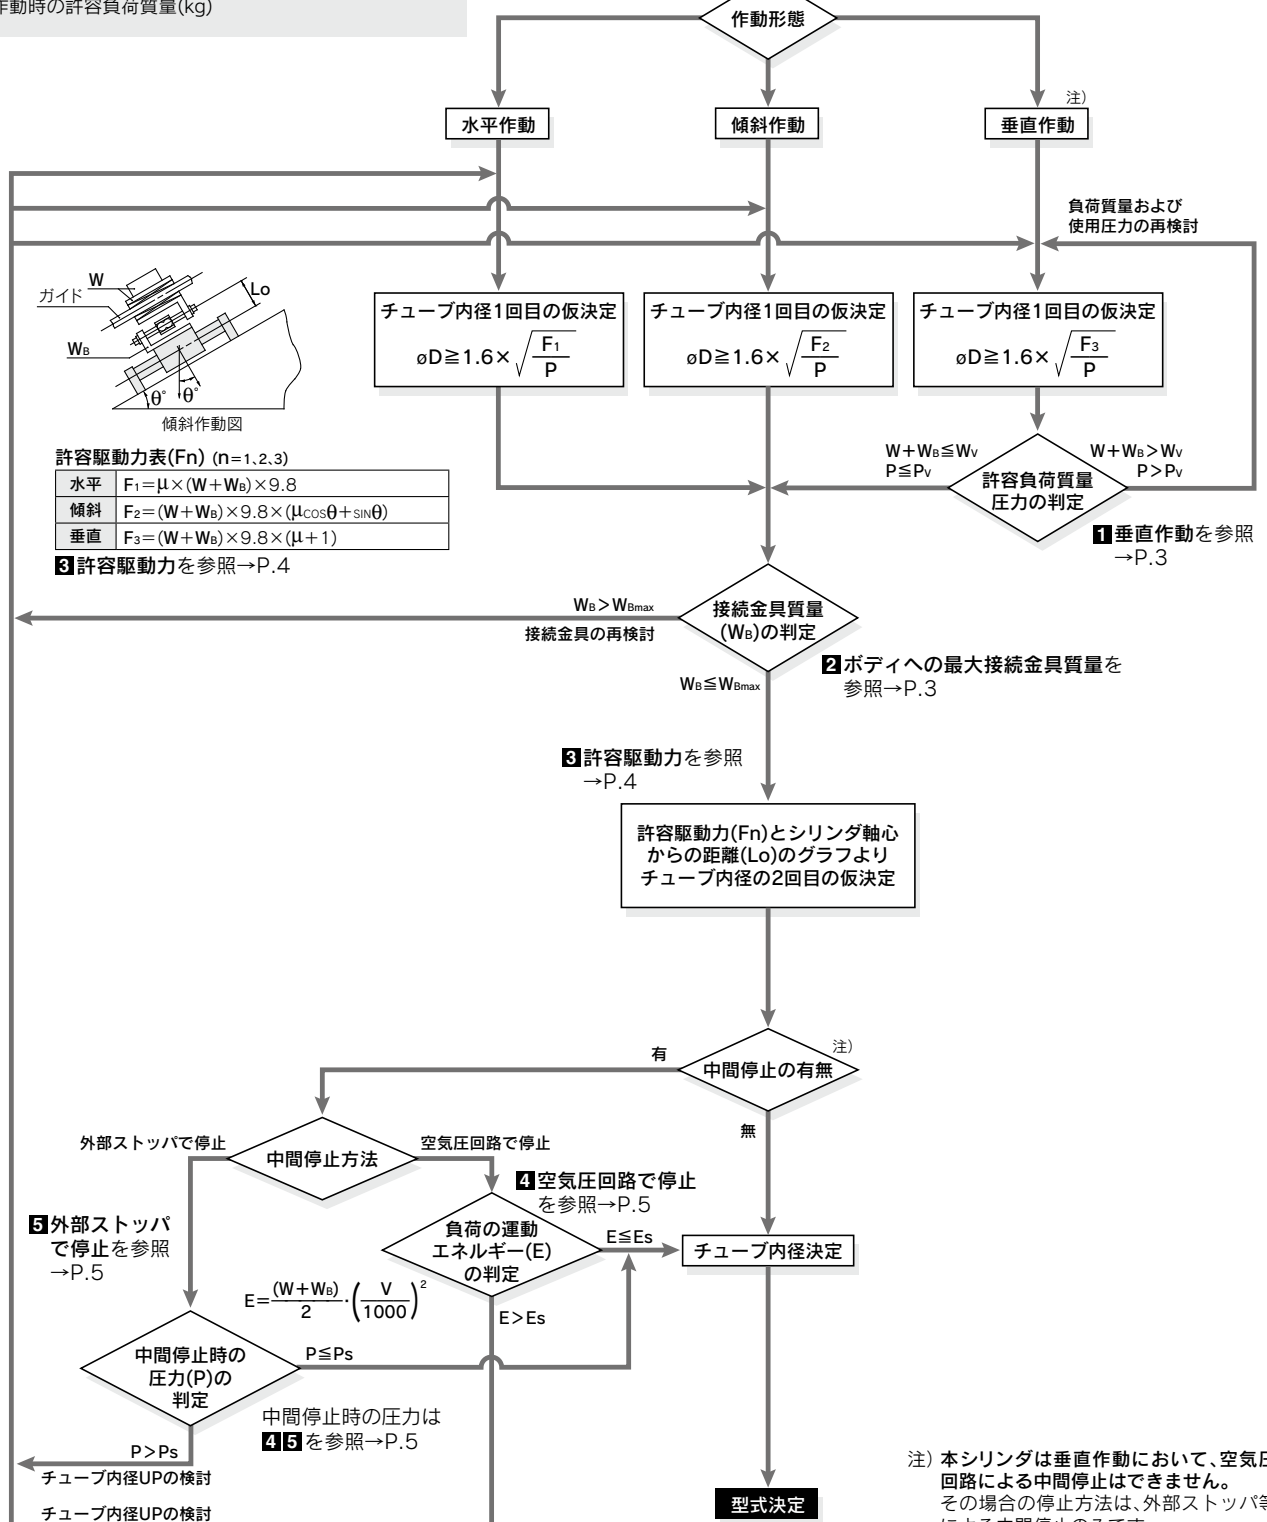 作動時の許容負荷質量(kg)
作動形態
水平作動
傾斜作動
注)
垂直作動
負荷質量および
使用圧力の再検討
ガイド
W
Lo
WB
θ°
θ°
傾斜作動図
チューブ内径1回目の仮決定
øD≧1.6×√F1/P
チューブ内径1回目の仮決定
øD≧1.6×√F2/P
チューブ内径1回目の仮決定
øD≧1.6×√F3/P
許容駆動力表(Fn) (n=1、2、3)
水平 F1=μ×(W+WB)×9.8
傾斜 F2=(W+WB)×9.8×(μCOSθ+SINθ)
垂直 F3=(W+WB)×9.8×(μ+1)
3許容駆動力を参照→P.4
W+WB≦WV
P≦PV
W+WB>WV
P>PV
許容負荷質量
圧力の判定
1垂直作動を参照
→P.3
WB>WBmax
接続金具の再検討
接続金具質量
(WB)の判定
WB≦WBmax
2ボディへの最大接続金具質量を
参照→P.3
3許容駆動力を参照
→P.4
許容駆動力(Fn)とシリンダ軸心
からの距離(Lo)のグラフより
チューブ内径の2回目の仮決定
有
注)
中間停止の有無
無
外部ストッパで停止
中間停止方法
空気圧回路で停止
4空気圧回路で停止
を参照→P.5
5外部ストッパ
で停止を参照
→P.5
負荷の運動
エネルギー(E)
の判定
E≦Es
チューブ内径決定
E=(W+WB)/2・(V/1000)²
E>Es
中間停止時の
圧力(P)の
判定
P≦Ps
中間停止時の圧力は
45を参照→P.5
P>Ps
チューブ内径UPの検討
チューブ内径UPの検討
型式決定
注) 本シリンダは垂直作動において、空気圧
回路による中間停止はできません。
その場合の停止方法は、外部ストッパ等
による中間停止のみです